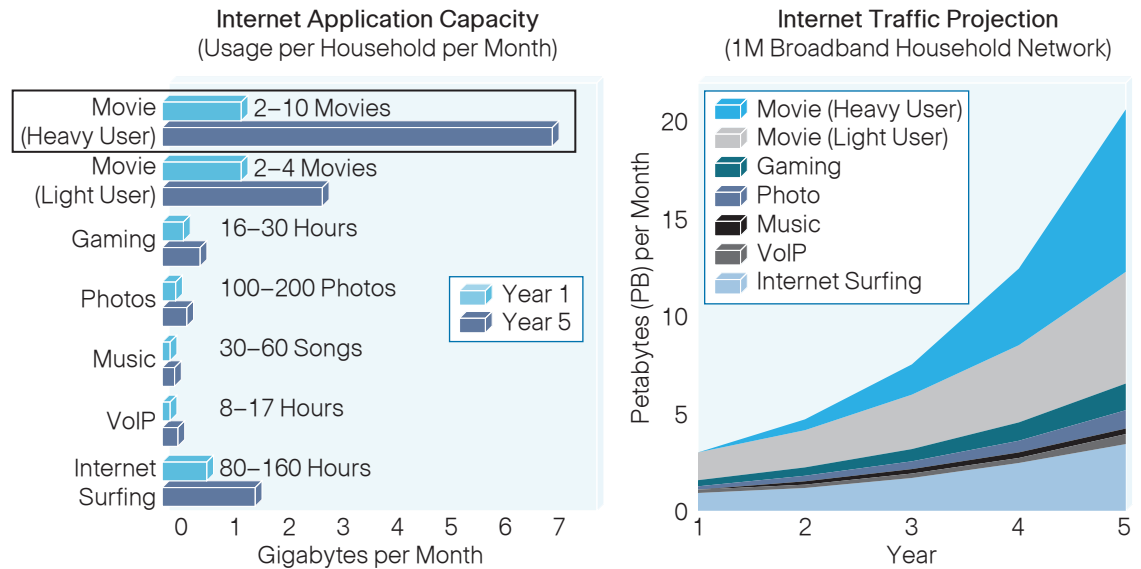 Internet Application Capacity
(Usage per Household per Month)
Movie
(Heavy User)
2–10 Movies
Movie
(Light User)
2–4 Movies
Gaming
16–30 Hours
Photos
100–200 Photos
Music
30–60 Songs
VoIP
8–17 Hours
Internet
Surfing
80–160 Hours
Year 1
Year 5
0 1 2 3 4 5 6 7
Gigabytes per Month
Internet Traffic Projection
(1M Broadband Household Network)
Movie (Heavy User)
Movie (Light User)
Gaming
Photo
Music
VoIP
Internet Surfing
Petabytes (PB) per Month
20
15
10
5
0
1 2 3 4 5
Year